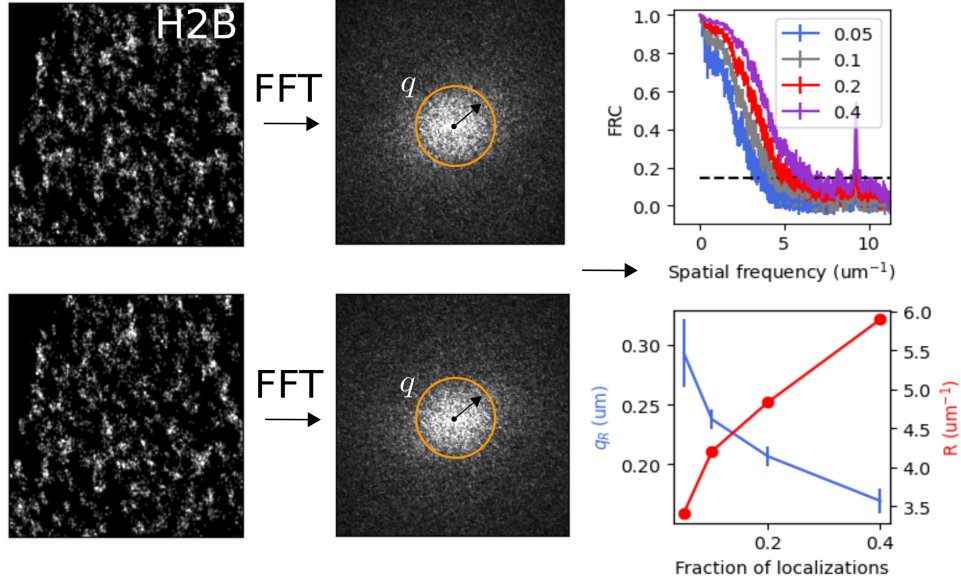 H2B
FFT
q
FFT
q
1.0
0.8
0.6
0.4
0.2
0.0
FRC
0.05
0.1
0.2
0.4
0
5
10
Spatial frequency (um⁻¹)
0.30
0.25
0.20
q_R (um)
6.0
5.5
5.0
4.5
4.0
3.5
R (um⁻¹)
0.2
0.4
Fraction of localizations